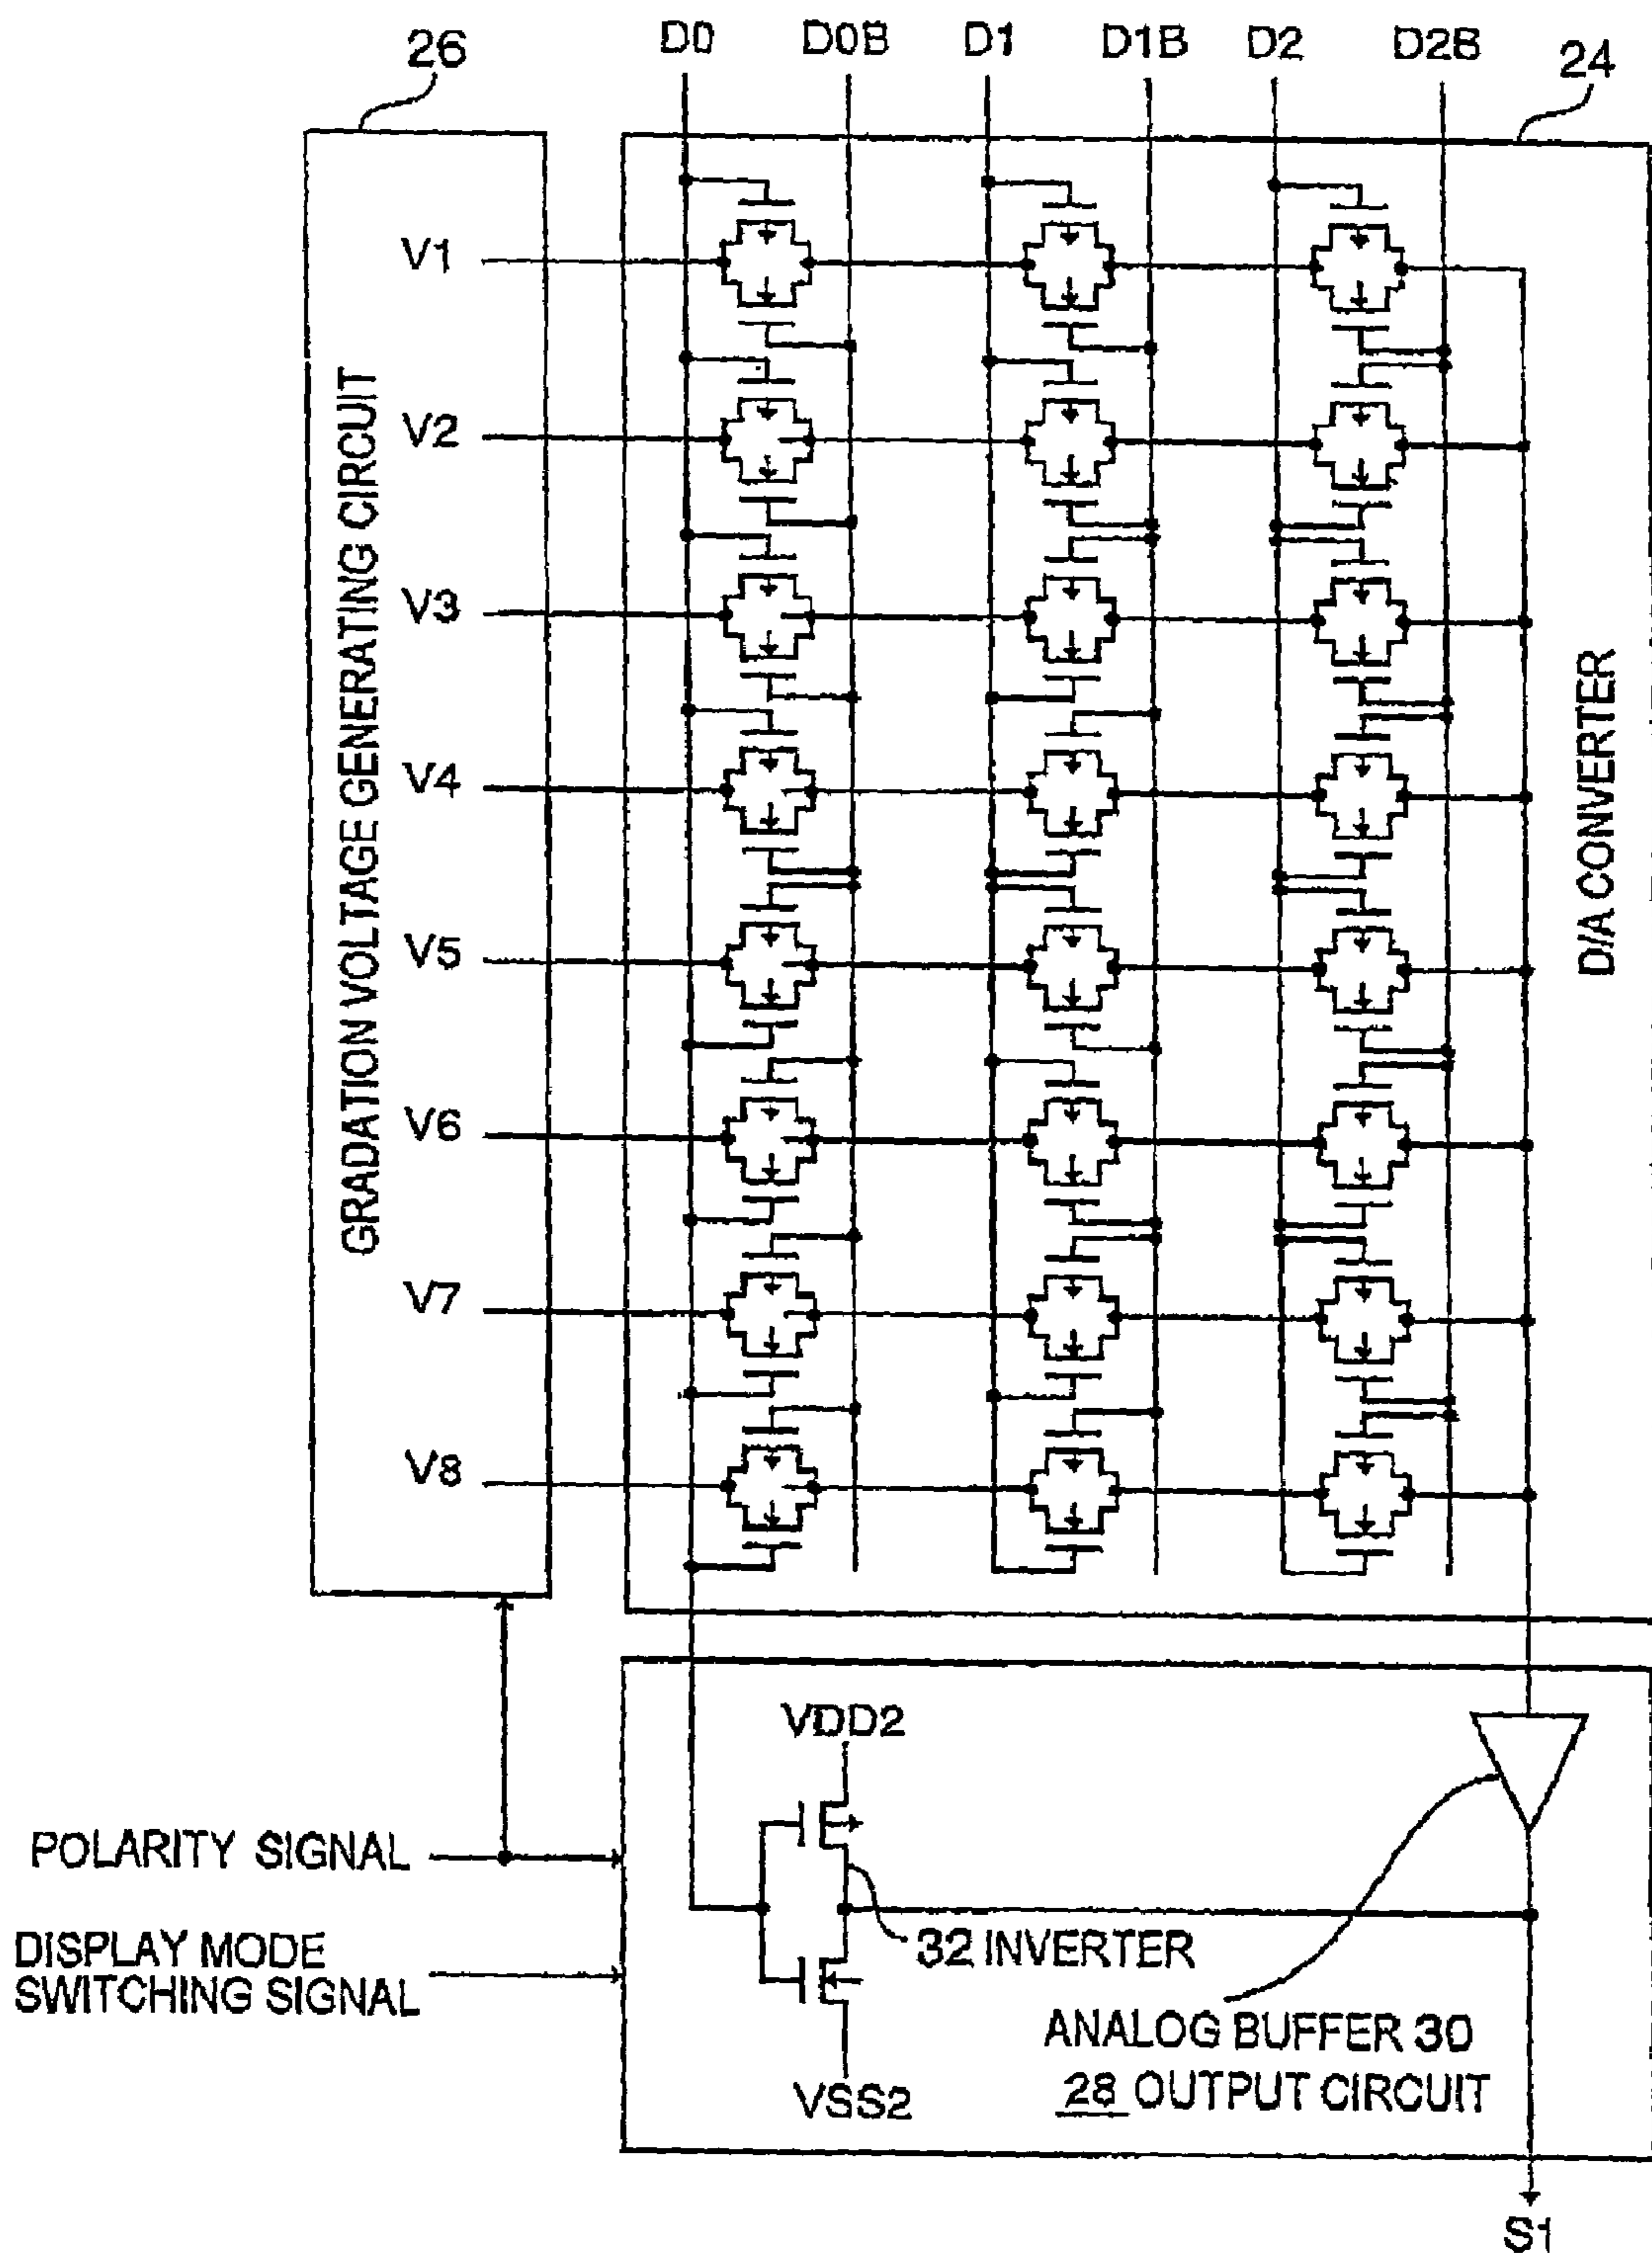 26
D0 D0B D1 D1B D2 D2B
24
V1
V2
V3
V4
V5
V6
V7
V8
GRADATION VOLTAGE GENERATING CIRCUIT
D/A CONVERTER
VDD2
POLARITY SIGNAL
32 INVERTER
DISPLAY MODE
SWITCHING SIGNAL
ANALOG BUFFER 30
VSS2
28 OUTPUT CIRCUIT
S1